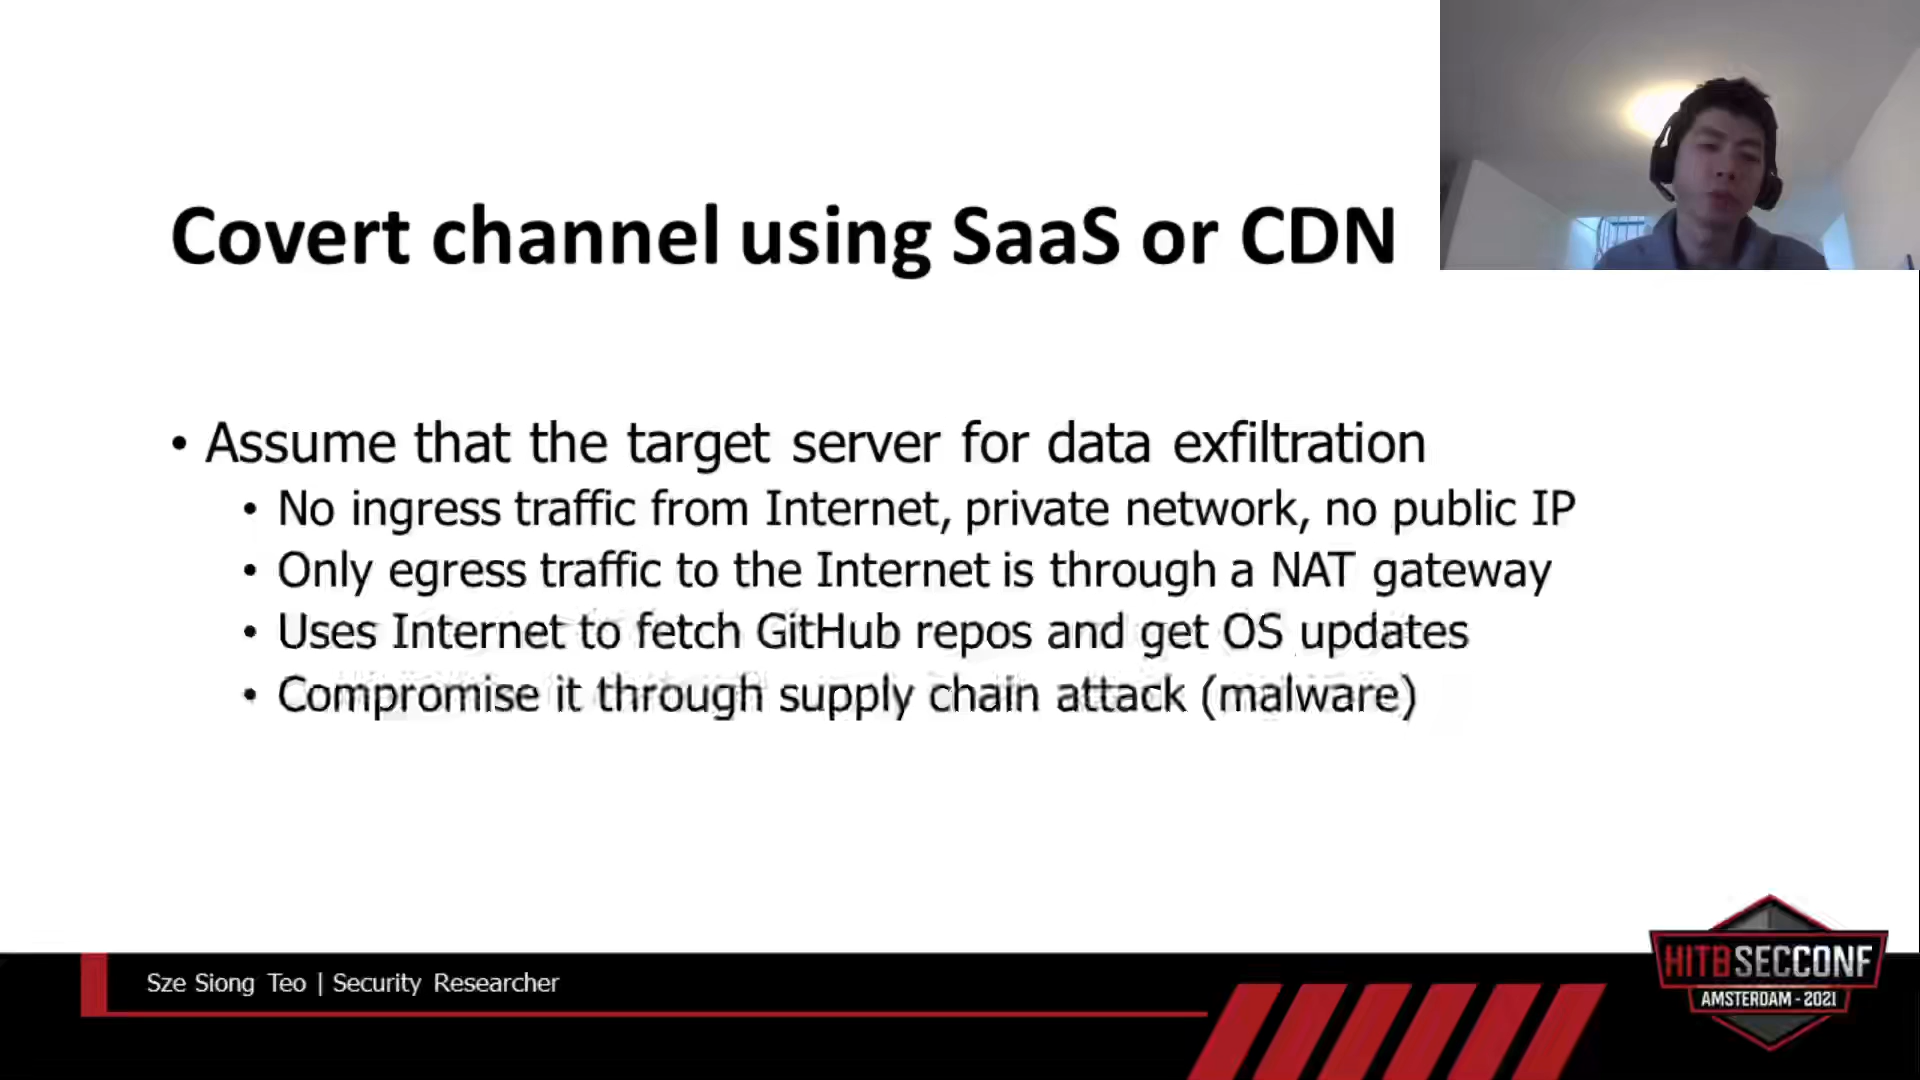 Covert channel using SaaS or CDN
• Assume that the target server for data exfiltration
• No ingress traffic from Internet, private network, no public IP
• Only egress traffic to the Internet is through a NAT gateway
• Uses Internet to fetch GitHub repos and get OS updates
• Compromise it through supply chain attack (malware)
Sze Siong Teo | Security Researcher
HITBSECCONF
AMSTERDAM - 2021